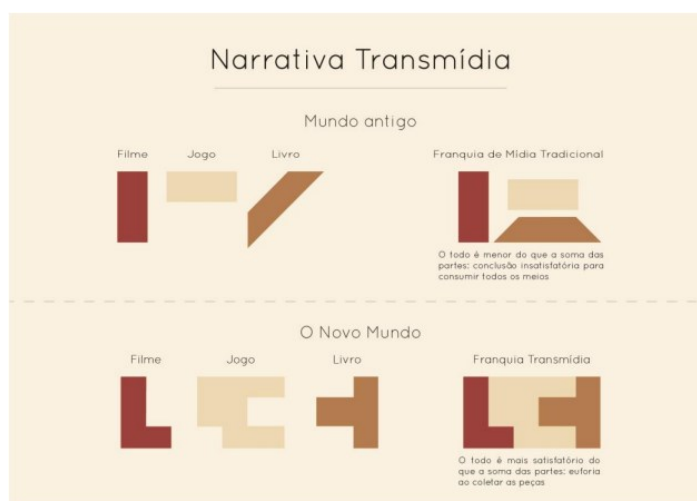 Narrativa Transmídia
Mundo antigo
Filme
Jogo
Livro
Franquia de Mídia Tradicional
O todo é menor do que a soma das
partes: conclusão insatisfatória para
consumir todos os meios
O Novo Mundo
Filme
Jogo
Livro
Franquia Transmídia
O todo é mais satisfatório do
que a soma das partes: euforia
ao coletar as peças